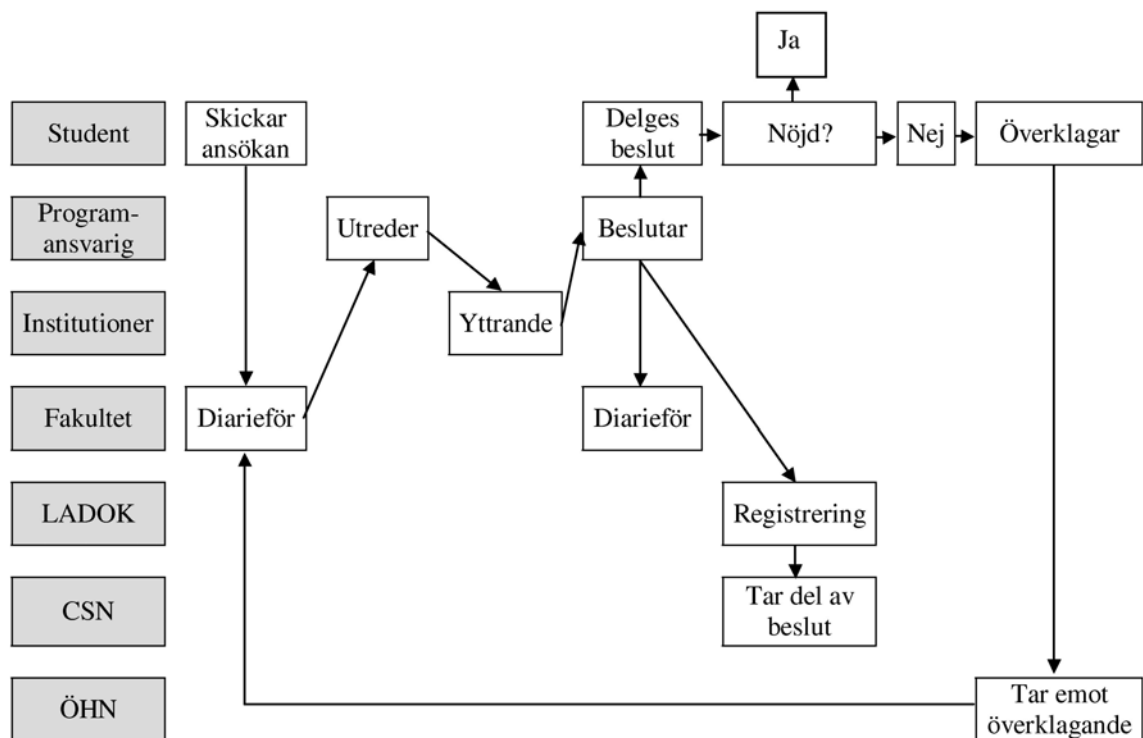 Ja
Student
Skickar
ansökan
Delges
beslut
Nöjd?
Nej
Överklagar
Program-
ansvarig
Utreder
Beslutar
Institutioner
Yttrande
Fakultet
Diarieför
Diarieför
LADOK
Registrering
CSN
Tar del av
beslut
ÖHN
Tar emot
överklagande